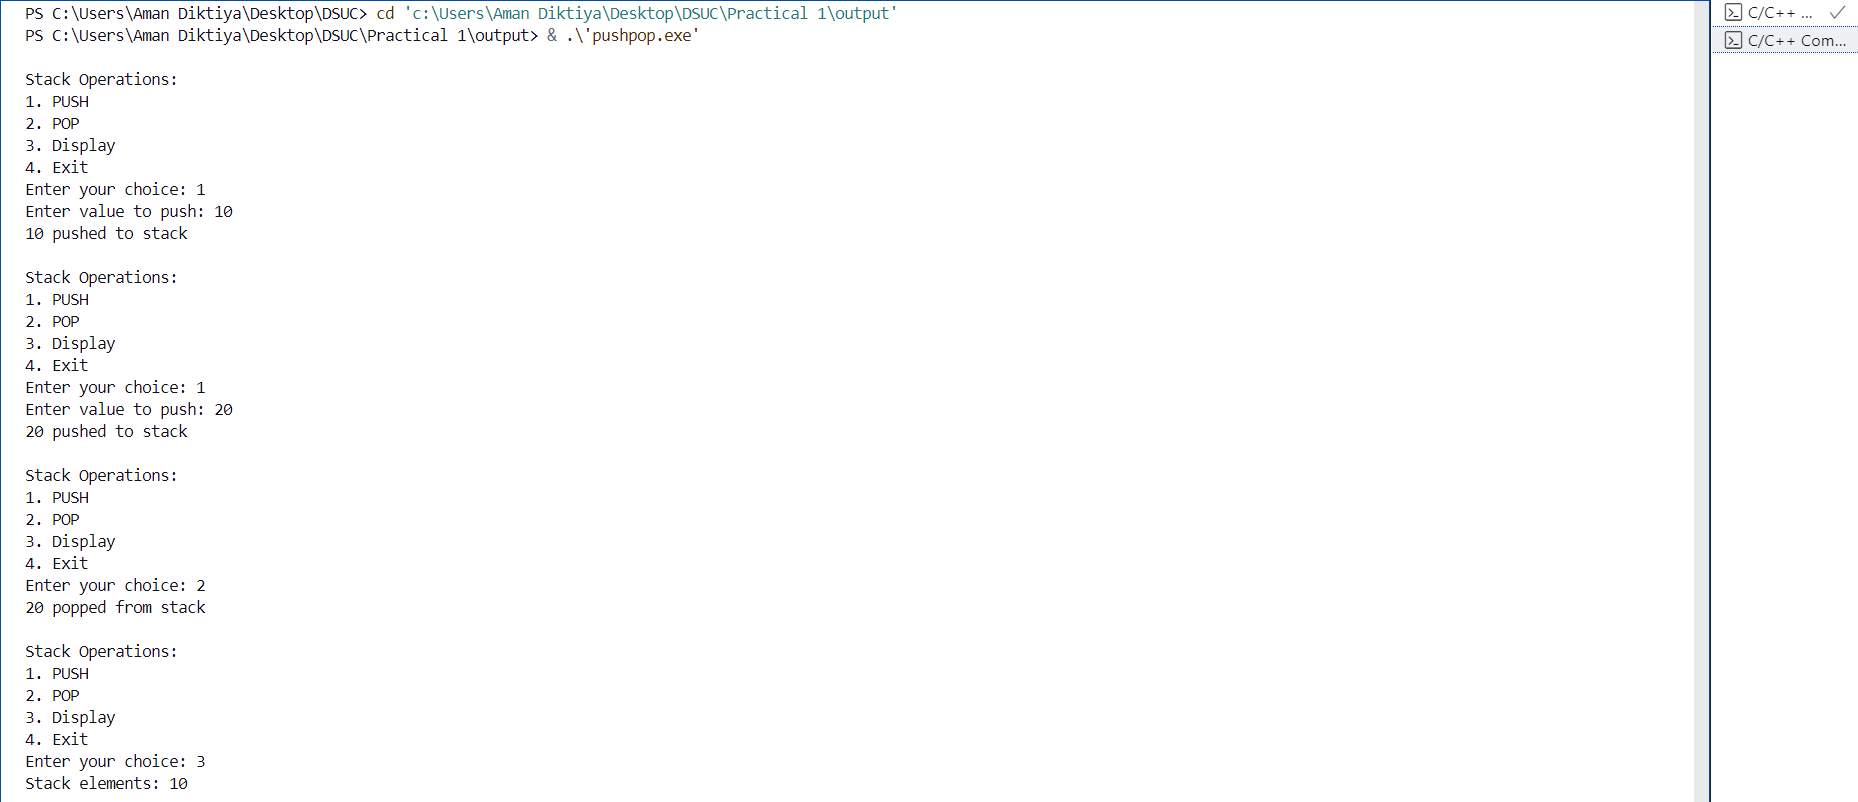 PS C:\Users\Aman Diktiya\Desktop\DSUC> cd 'c:\Users\Aman Diktiya\Desktop\DSUC\Practical 1\output'
PS C:\Users\Aman Diktiya\Desktop\DSUC\Practical 1\output> & .\'pushpop.exe'

Stack Operations:
1. PUSH
2. POP
3. Display
4. Exit
Enter your choice: 1
Enter value to push: 10
10 pushed to stack

Stack Operations:
1. PUSH
2. POP
3. Display
4. Exit
Enter your choice: 1
Enter value to push: 20
20 pushed to stack

Stack Operations:
1. PUSH
2. POP
3. Display
4. Exit
Enter your choice: 2
20 popped from stack

Stack Operations:
1. PUSH
2. POP
3. Display
4. Exit
Enter your choice: 3
Stack elements: 10
C/C++ ...
C/C++ Com...